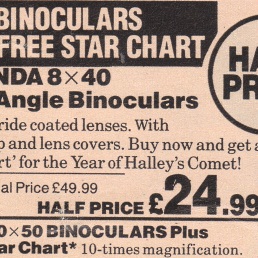 BINOCULARS
FREE STAR CHART
NDA 8×40
Angle Binoculars
ride coated lenses. With
p and lens covers. Buy now and get a
rt' for the Year of Halley's Comet!
al Price £49.99
HALF PRICE £24.99
0×50 BINOCULARS Plus
ar Chart* 10-times magnification.
HA
PR